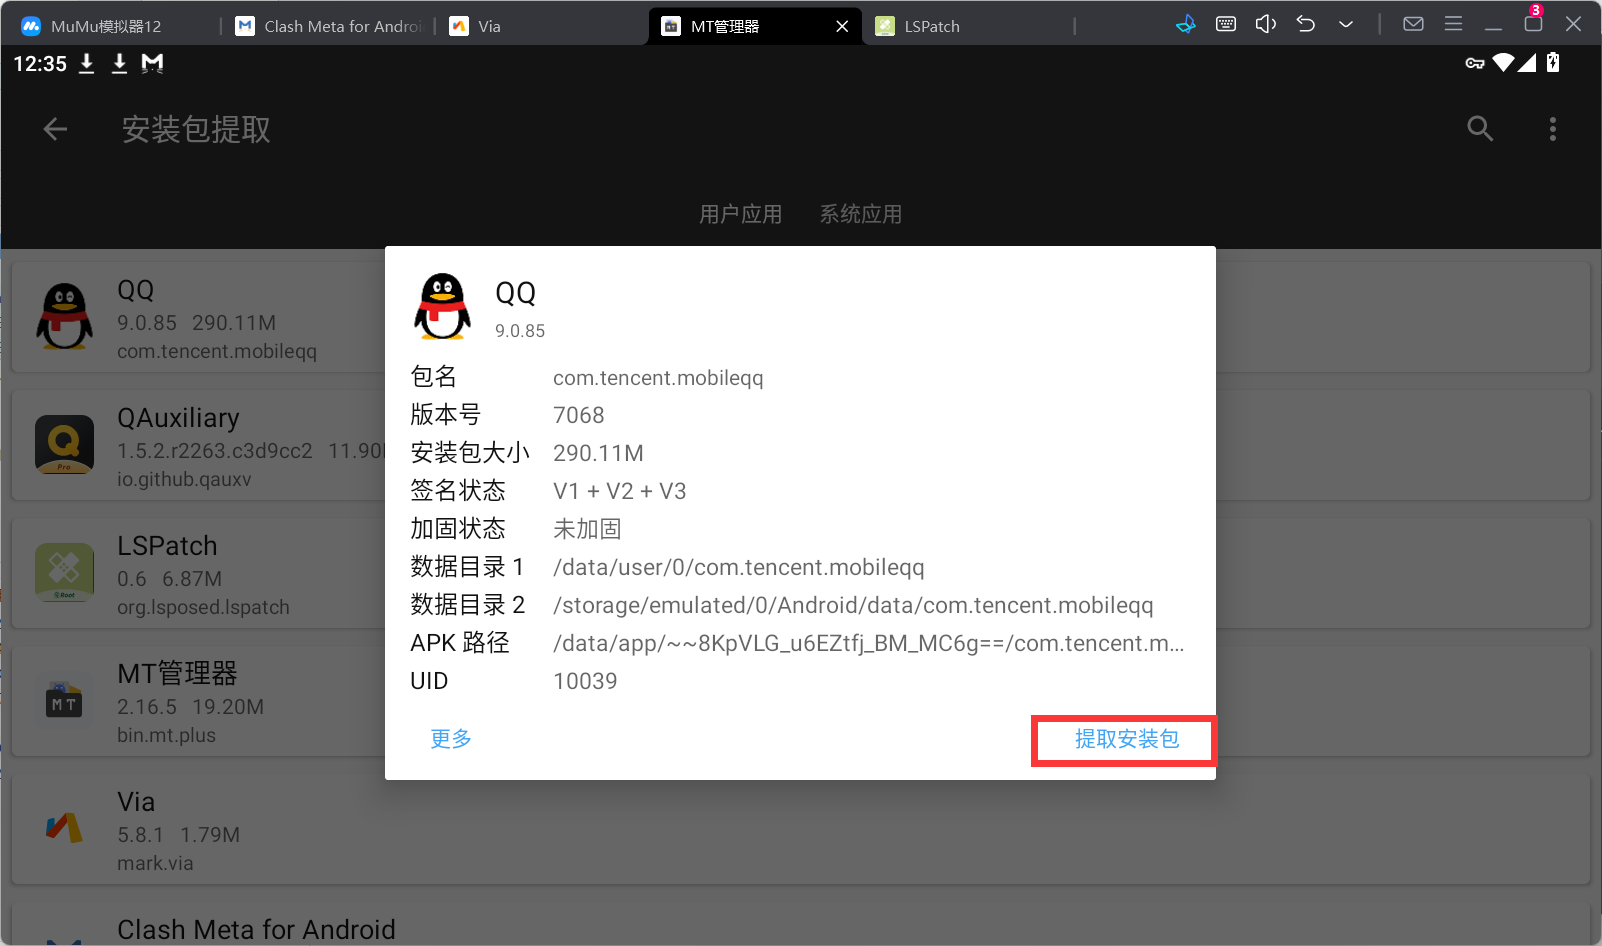 MuMu模拟器12
Clash Meta for Androi
Via
MT管理器
LSPatch
3
12:35
安装包提取
用户应用
系统应用
QQ
9.0.85 290.11M
com.tencent.mobileqq
QAuxiliary
1.5.2.r2263.c3d9cc2 11.90
io.github.qauxv
LSPatch
0.6 6.87M
org.lsposed.lspatch
MT管理器
2.16.5 19.20M
bin.mt.plus
Via
5.8.1 1.79M
mark.via
Clash Meta for Android
QQ
9.0.85
包名 com.tencent.mobileqq
版本号 7068
安装包大小 290.11M
签名状态 V1 + V2 + V3
加固状态 未加固
数据目录 1 /data/user/0/com.tencent.mobileqq
数据目录 2 /storage/emulated/0/Android/data/com.tencent.mobileqq
APK 路径 /data/app/~~8KpVLG_u6EZtfj_BM_MC6g==/com.tencent.m...
UID 10039
更多
提取安装包
Pro
Root
MT